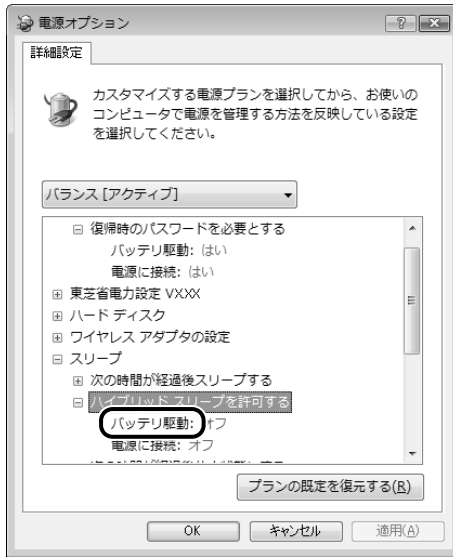 電源オプション
詳細設定
カスタマイズする電源プランを選択してから、お使いの
コンピュータで電源を管理する方法を反映している設定
を選択してください。
バランス [アクティブ]
復帰時のパスワードを必要とする
バッテリ駆動: はい
電源に接続: はい
東芝省電力設定 VX.XX
ハード ディスク
ワイヤレス アダプタの設定
スリープ
次の時間が経過後スリープする
ハイブリッド スリープを許可する
バッテリ駆動: オフ
電源に接続: オフ
プランの既定を復元する(R)
OK
キャンセル
適用(A)